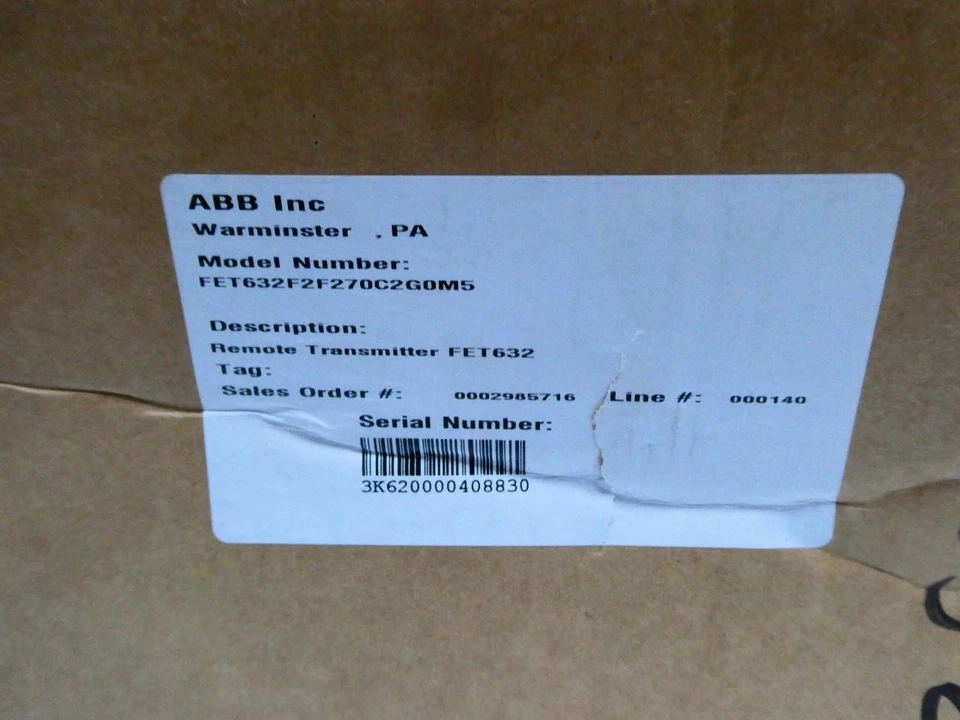 ABB Inc
Warminster , PA
Model Number:
FET632F2F270C2G0M5
Description:
Remote Transmitter FET632
Tag:
Sales Order #: 0002985716 Line #: 000140
Serial Number:
3K620000408830